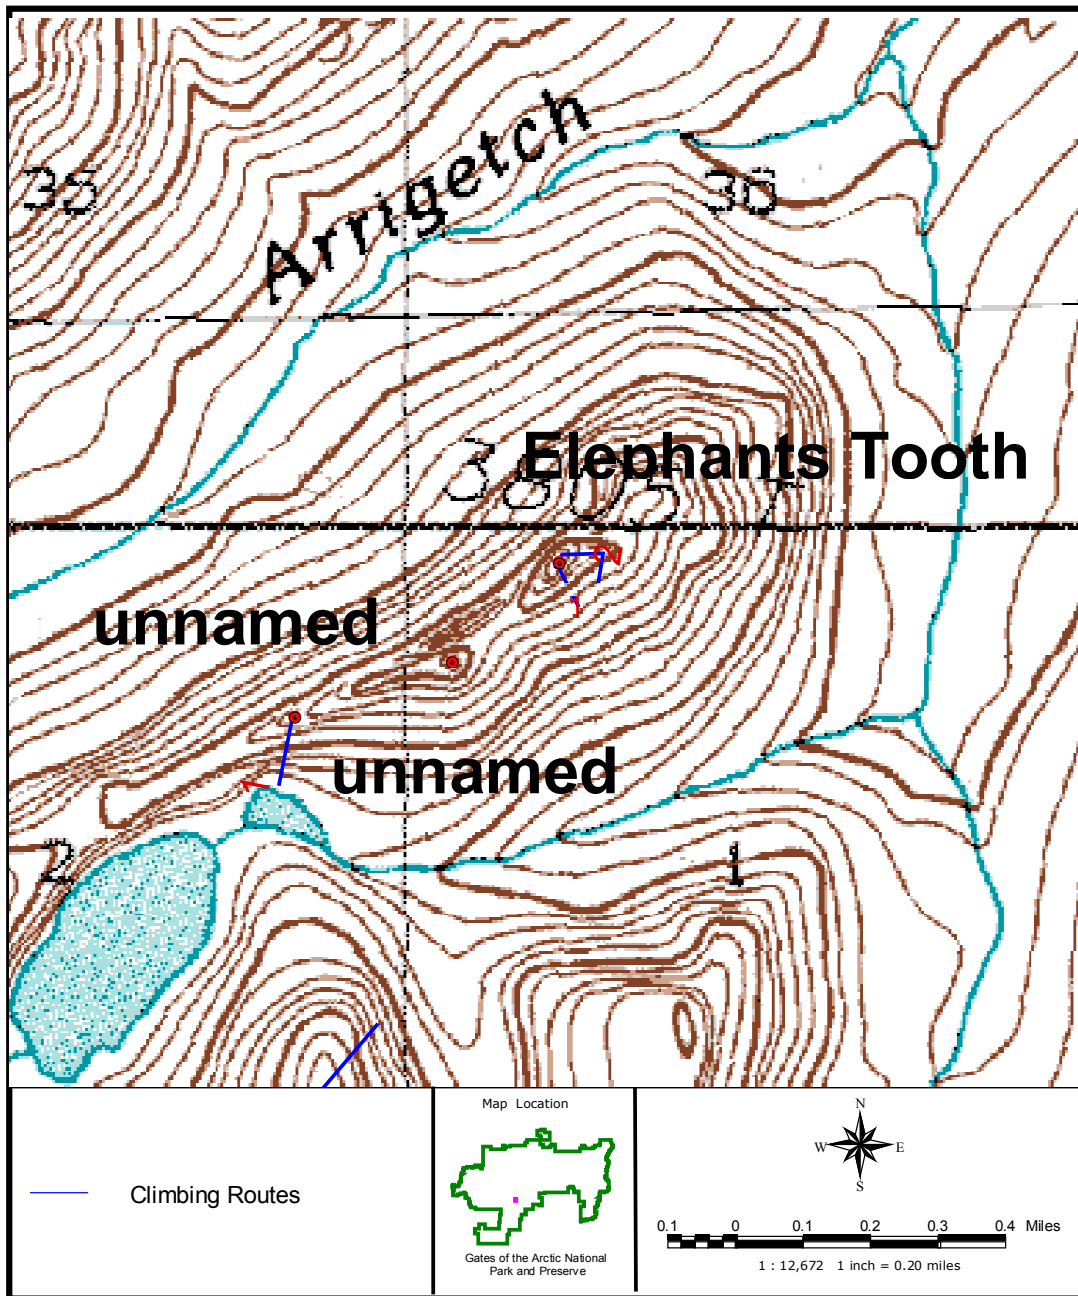 35
Arrigetch
36
Elephants Tooth
unnamed
1
unnamed
1
2
1
Climbing Routes
Map Location
Gates of the Arctic National
Park and Preserve
N
W E
S
0.1 0 0.1 0.2 0.3 0.4 Miles
1 : 12,672 1 inch = 0.20 miles